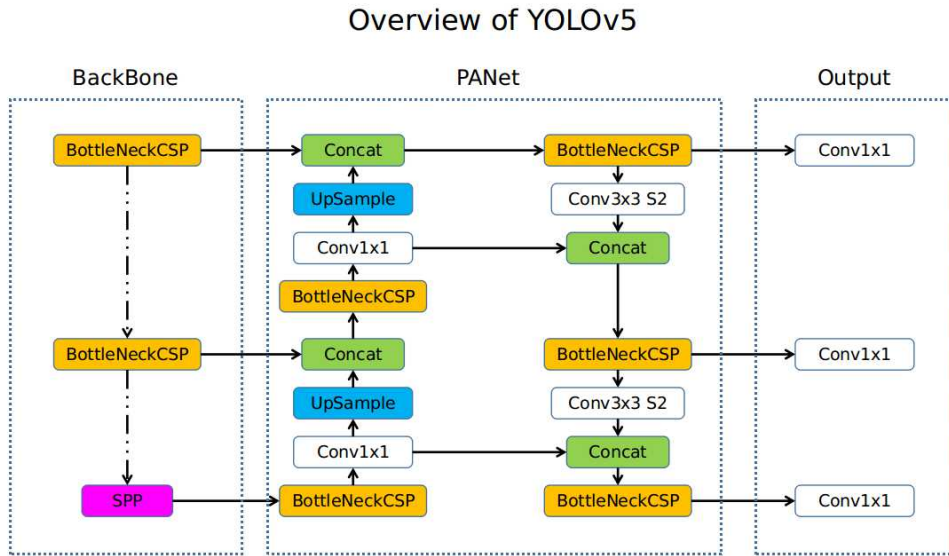 Overview of YOLOv5
BackBone
PANet
Output
BottleNeckCSP
BottleNeckCSP
SPP
Concat
UpSample
Conv1x1
BottleNeckCSP
Concat
UpSample
Conv1x1
BottleNeckCSP
BottleNeckCSP
Conv3x3 S2
Concat
BottleNeckCSP
Conv3x3 S2
Concat
BottleNeckCSP
Conv1x1
Conv1x1
Conv1x1